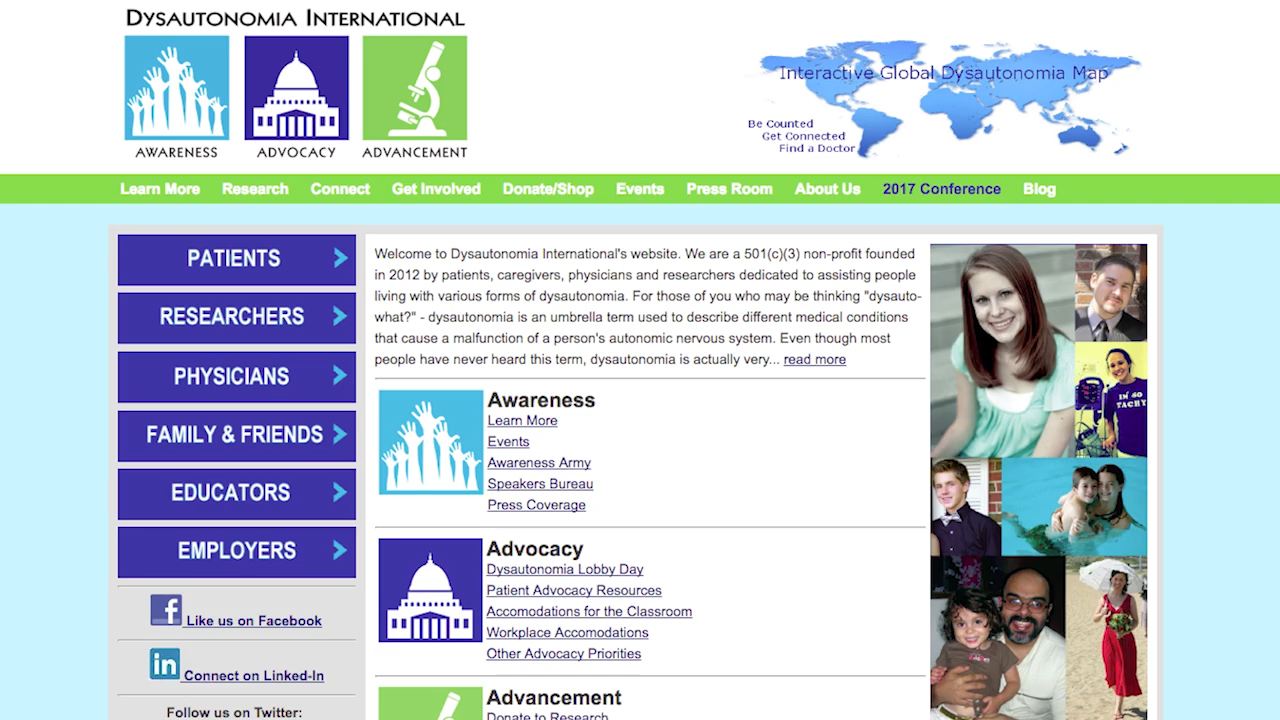 DYSAUTONOMIA INTERNATIONAL
AWARENESS ADVOCACY ADVANCEMENT
Interactive Global Dysautonomia Map
Be Counted
Get Connected
Find a Doctor
Learn More Research Connect Get Involved Donate/Shop Events Press Room About Us 2017 Conference Blog
PATIENTS
RESEARCHERS
PHYSICIANS
FAMILY & FRIENDS
EDUCATORS
EMPLOYERS
Like us on Facebook
in Connect on Linked-In
Follow us on Twitter:
Welcome to Dysautonomia International's website. We are a 501(c)(3) non-profit founded
in 2012 by patients, caregivers, physicians and researchers dedicated to assisting people
living with various forms of dysautonomia. For those of you who may be thinking "dysauto-
what?" - dysautonomia is an umbrella term used to describe different medical conditions
that cause a malfunction of a person's autonomic nervous system. Even though most
people have never heard this term, dysautonomia is actually very... read more
Awareness
Learn More
Events
Awareness Army
Speakers Bureau
Press Coverage
Advocacy
Dysautonomia Lobby Day
Patient Advocacy Resources
Accomodations for the Classroom
Workplace Accomodations
Other Advocacy Priorities
Advancement
Donate to Research
IM SO
TACHY